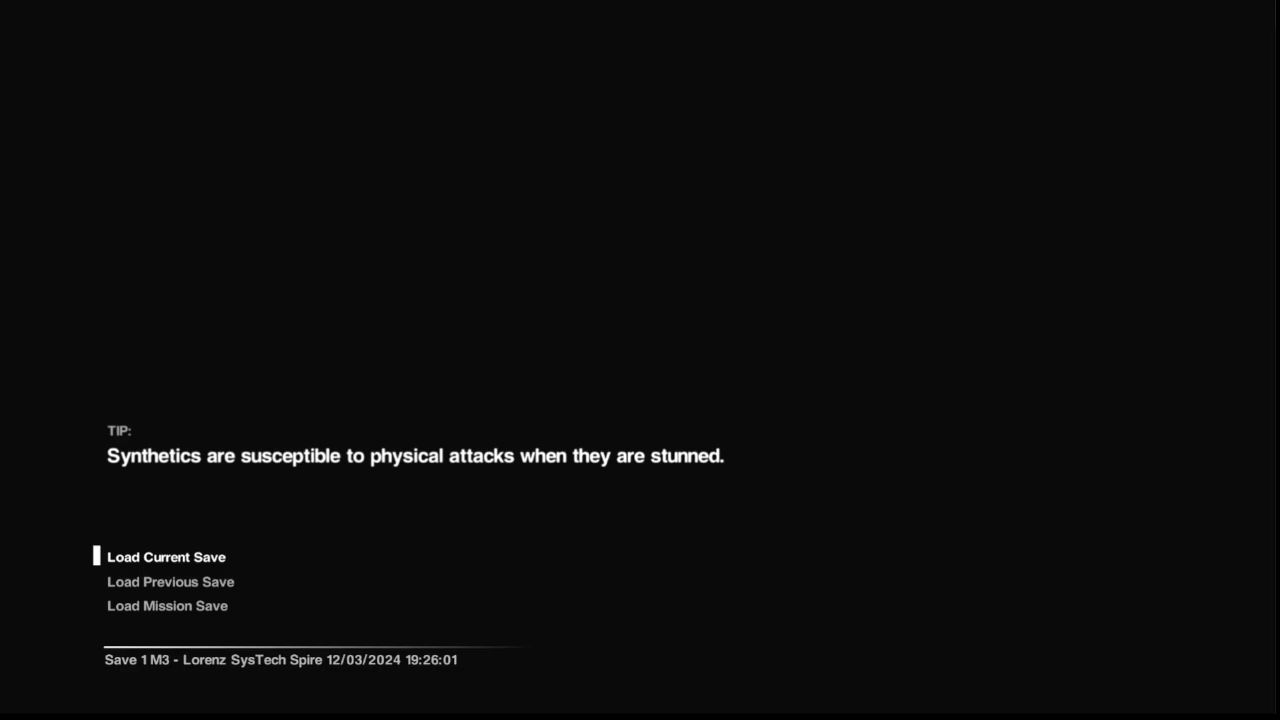 TIP:
Synthetics are susceptible to physical attacks when they are stunned.
Load Current Save
Load Previous Save
Load Mission Save
Save 1 M3 - Lorenz SysTech Spire 12/03/2024 19:26:01